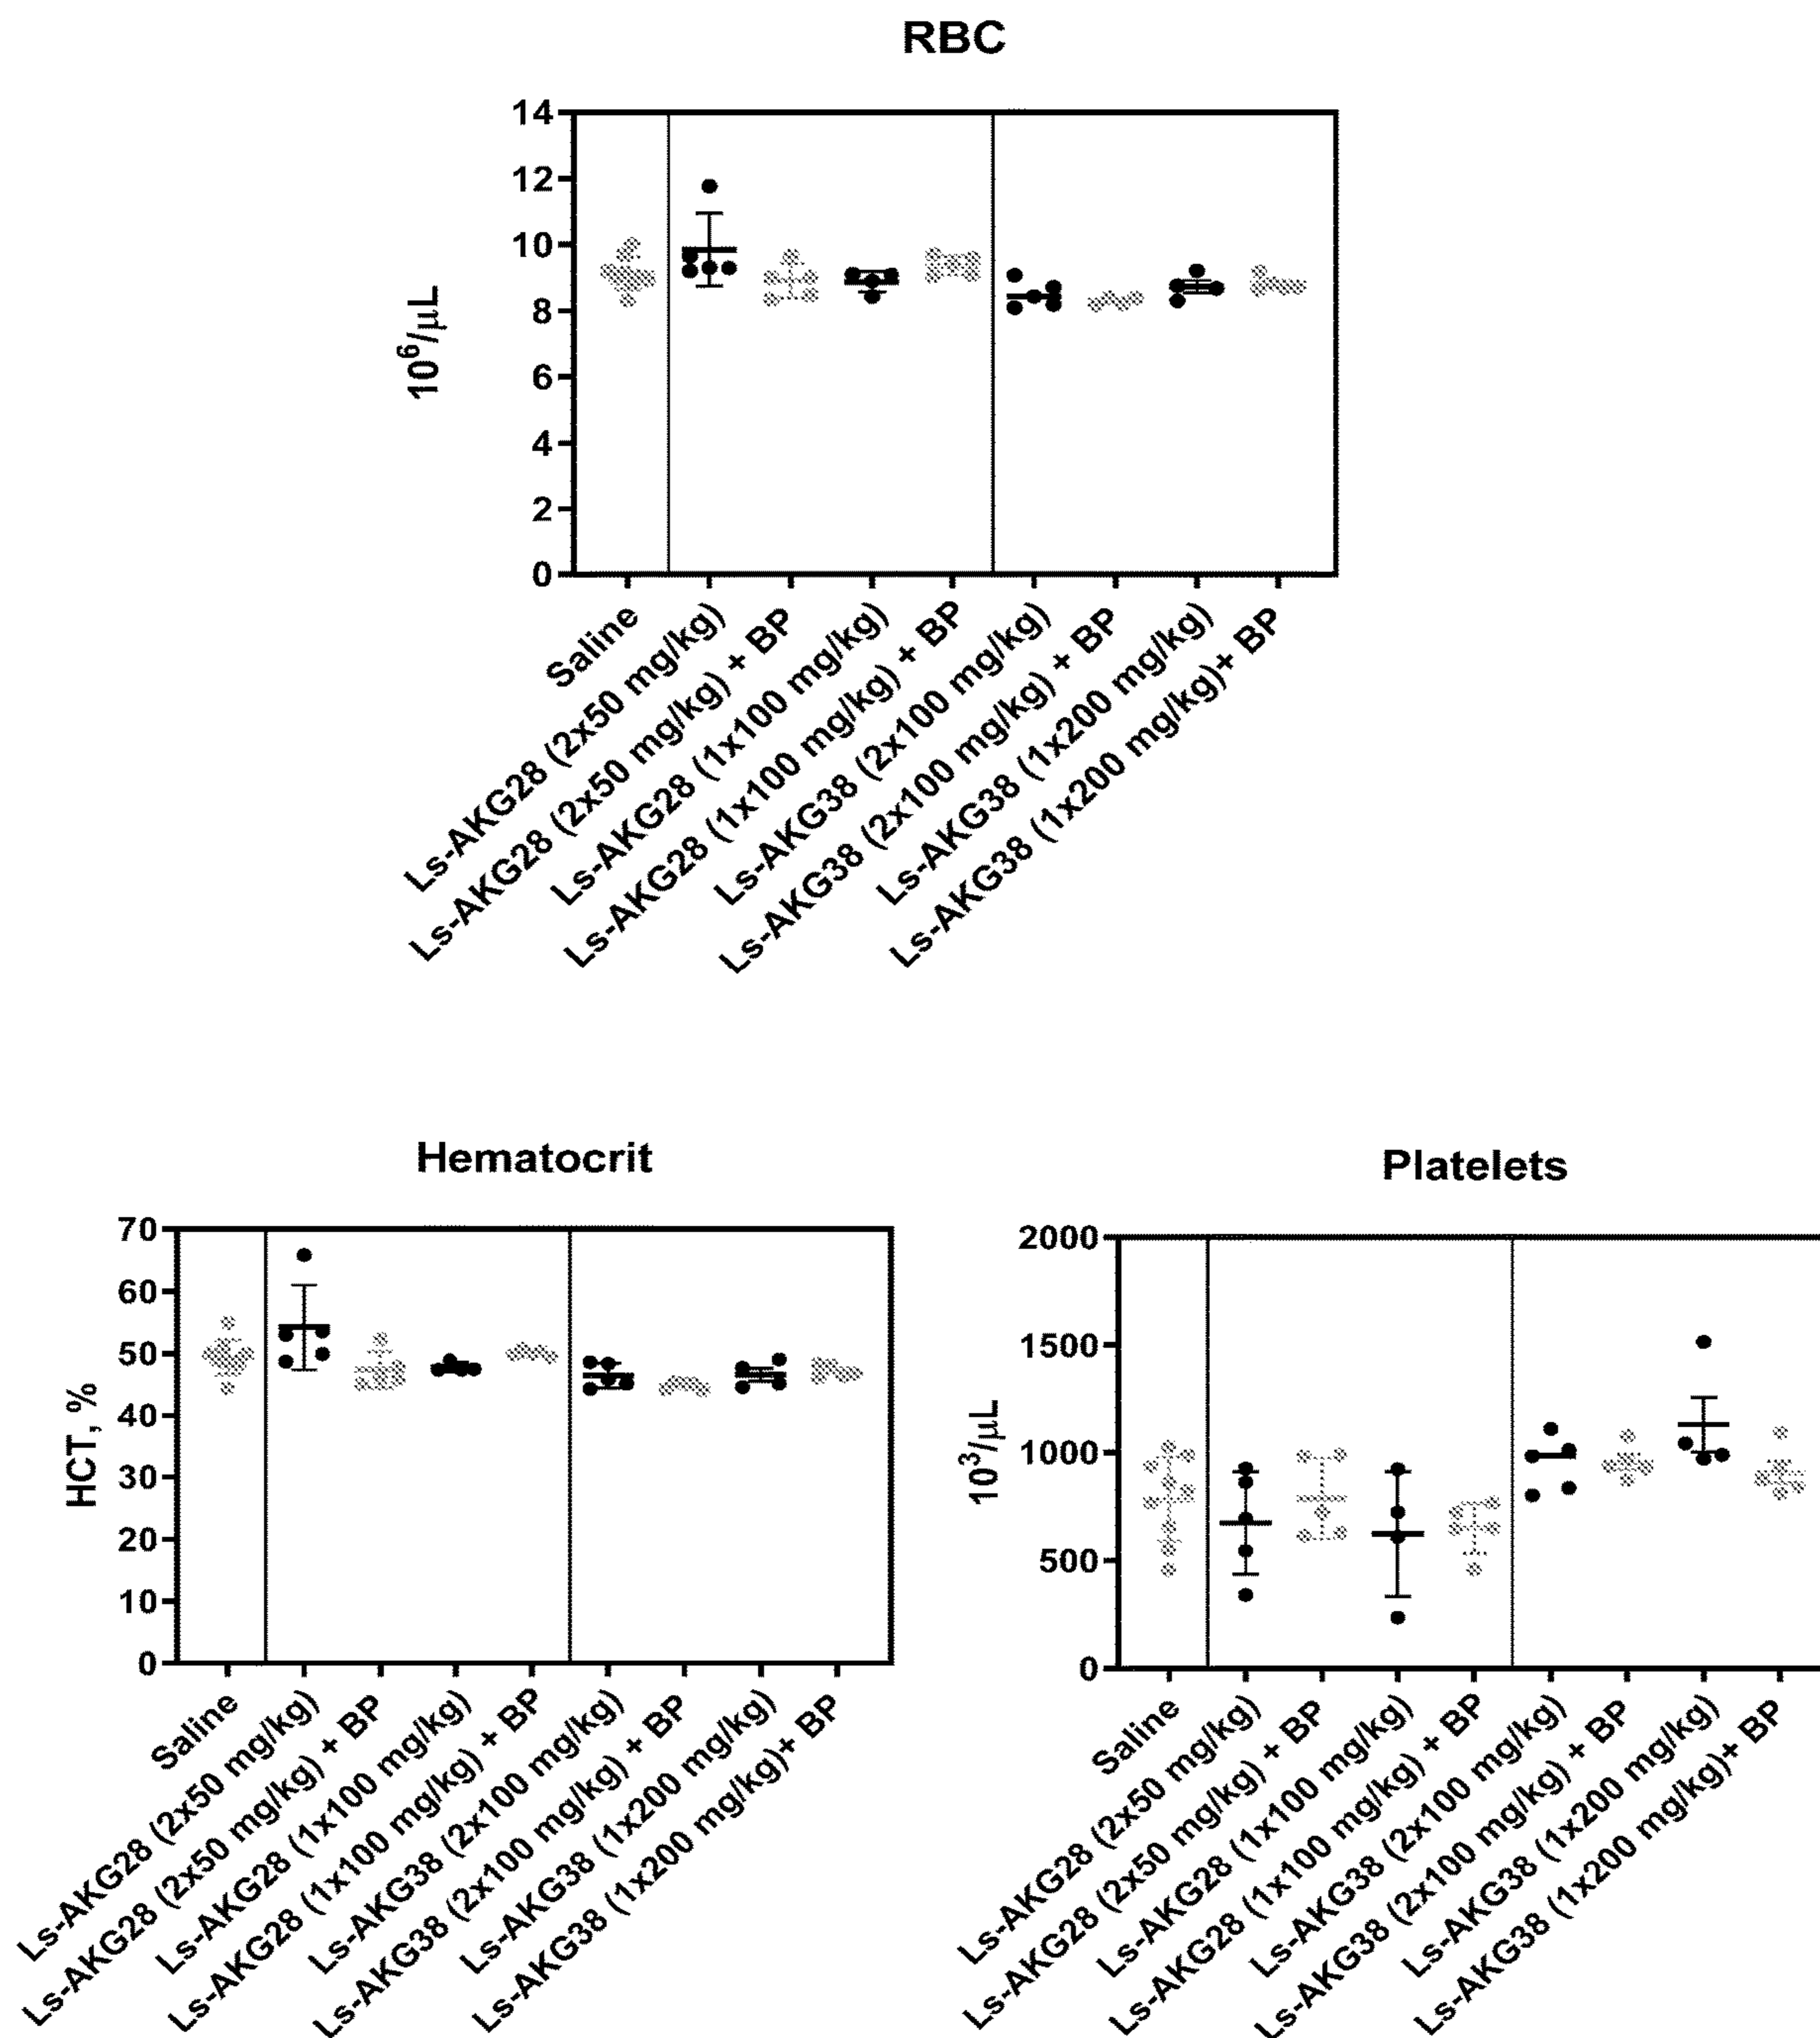 RBC
14
12
10
8
6
4
2
0
10⁶/µL
Saline
Ls-AKG28 (2x50 mg/kg)
Ls-AKG28 (2x50 mg/kg) + BP
Ls-AKG28 (1x100 mg/kg)
Ls-AKG28 (1x100 mg/kg) + BP
Ls-AKG38 (2x100 mg/kg)
Ls-AKG38 (2x100 mg/kg) + BP
Ls-AKG38 (1x200 mg/kg)
Ls-AKG38 (1x200 mg/kg)+ BP
Hematocrit
70
60
50
40
30
20
10
0
HCT, %
Saline
Ls-AKG28 (2x50 mg/kg)
Ls-AKG28 (2x50 mg/kg) + BP
Ls-AKG28 (1x100 mg/kg)
Ls-AKG28 (1x100 mg/kg) + BP
Ls-AKG38 (2x100 mg/kg)
Ls-AKG38 (2x100 mg/kg) + BP
Ls-AKG38 (1x200 mg/kg)
Ls-AKG38 (1x200 mg/kg)+ BP
Platelets
2000
1500
1000
500
0
10³/µL
Saline
Ls-AKG28 (2x50 mg/kg)
Ls-AKG28 (2x50 mg/kg) + BP
Ls-AKG28 (1x100 mg/kg)
Ls-AKG28 (1x100 mg/kg) + BP
Ls-AKG38 (2x100 mg/kg)
Ls-AKG38 (2x100 mg/kg) + BP
Ls-AKG38 (1x200 mg/kg)
Ls-AKG38 (1x200 mg/kg)+ BP